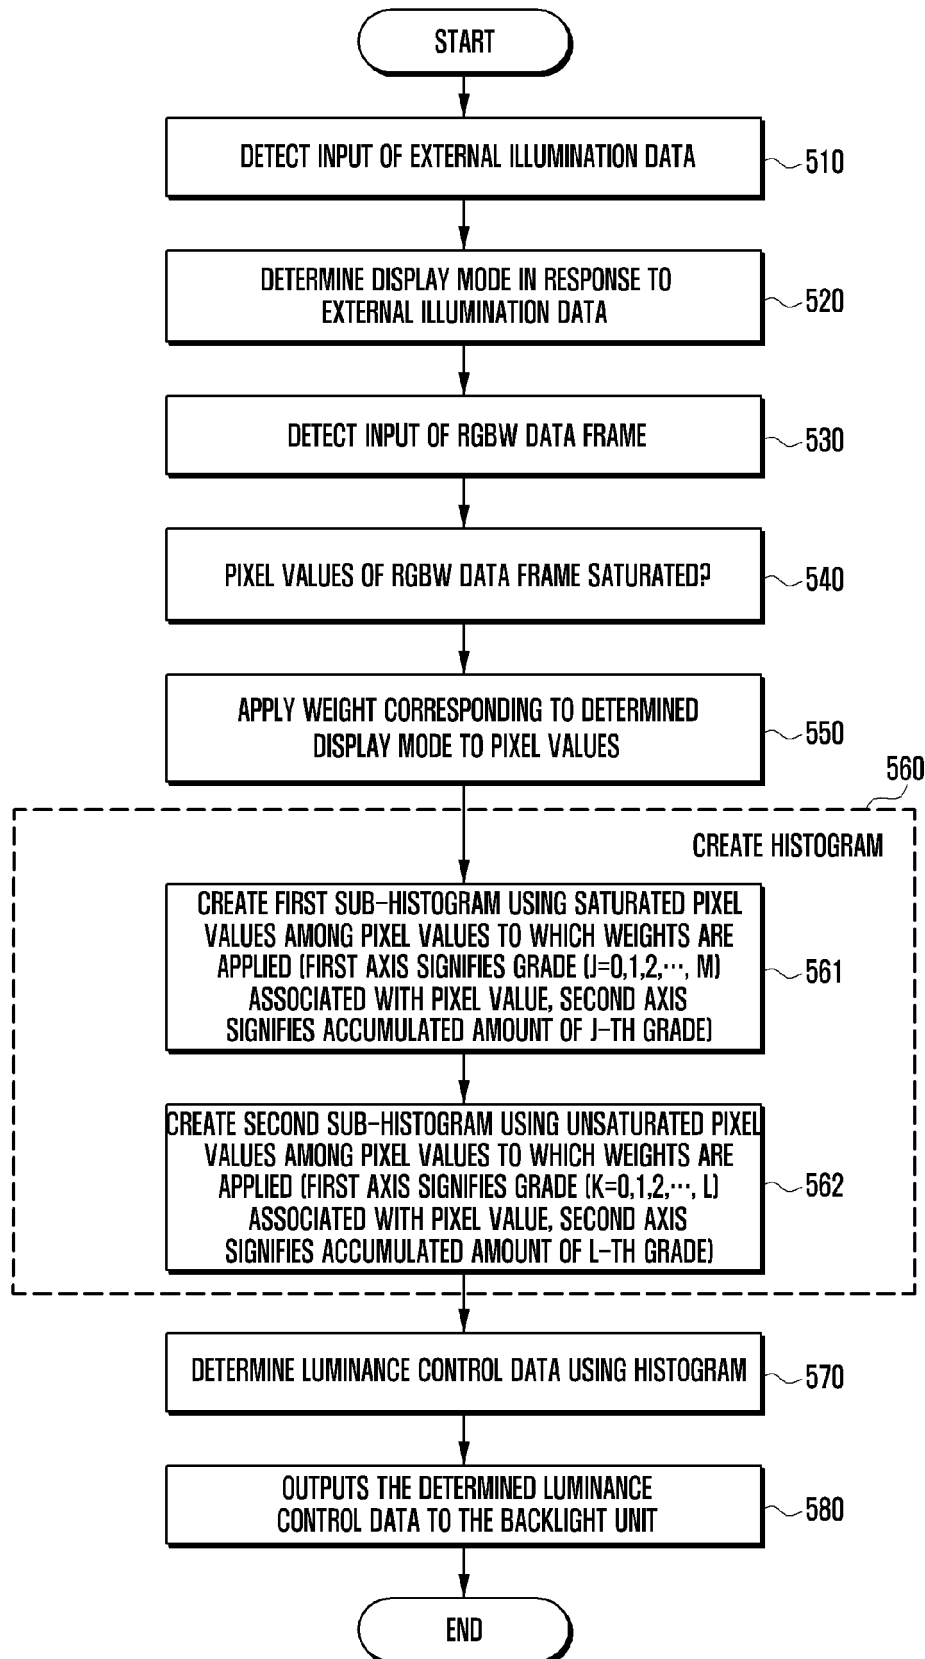 START
DETECT INPUT OF EXTERNAL ILLUMINATION DATA
510
DETERMINE DISPLAY MODE IN RESPONSE TO
EXTERNAL ILLUMINATION DATA
520
DETECT INPUT OF RGBW DATA FRAME
530
PIXEL VALUES OF RGBW DATA FRAME SATURATED?
540
APPLY WEIGHT CORRESPONDING TO DETERMINED
DISPLAY MODE TO PIXEL VALUES
550
560
CREATE HISTOGRAM
CREATE FIRST SUB-HISTOGRAM USING SATURATED PIXEL
VALUES AMONG PIXEL VALUES TO WHICH WEIGHTS ARE
APPLIED (FIRST AXIS SIGNIFIES GRADE (J=0,1,2,···, M)
ASSOCIATED WITH PIXEL VALUE, SECOND AXIS
SIGNIFIES ACCUMULATED AMOUNT OF J-TH GRADE)
561
CREATE SECOND SUB-HISTOGRAM USING UNSATURATED PIXEL
VALUES AMONG PIXEL VALUES TO WHICH WEIGHTS ARE
APPLIED (FIRST AXIS SIGNIFIES GRADE (K=0,1,2,···, L)
ASSOCIATED WITH PIXEL VALUE, SECOND AXIS
SIGNIFIES ACCUMULATED AMOUNT OF L-TH GRADE)
562
DETERMINE LUMINANCE CONTROL DATA USING HISTOGRAM
570
OUTPUTS THE DETERMINED LUMINANCE
CONTROL DATA TO THE BACKLIGHT UNIT
580
END